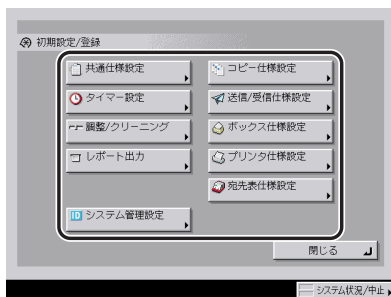 初期設定/登録
共通仕様設定
コピー仕様設定
タイマー設定
送信/受信仕様設定
調整/クリーニング
ボックス仕様設定
レポート出力
プリンタ仕様設定
宛先表仕様設定
ID システム管理設定
閉じる
システム状況/中止